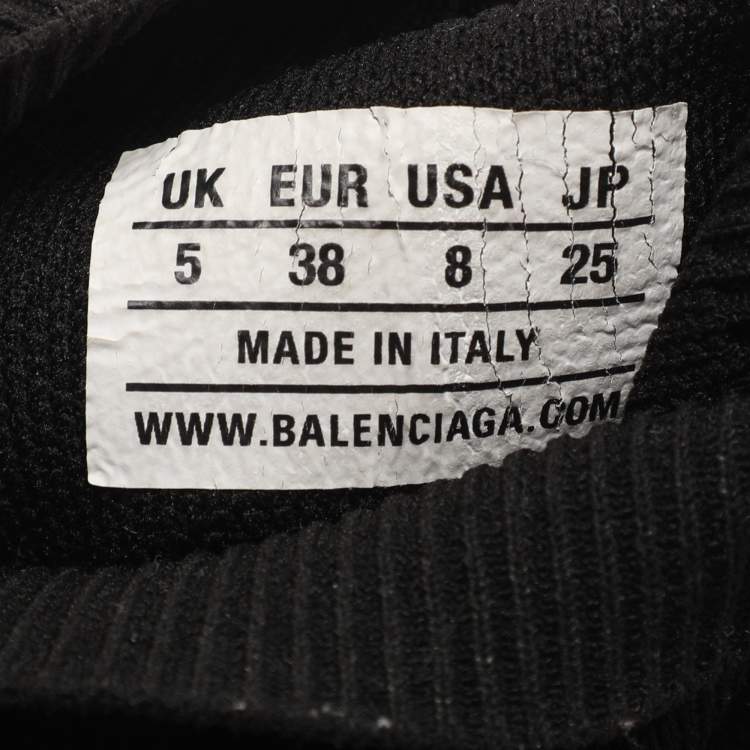 UK EUR USA JP
5 38 8 25
MADE IN ITALY
WWW.BALENCIAGA.COM